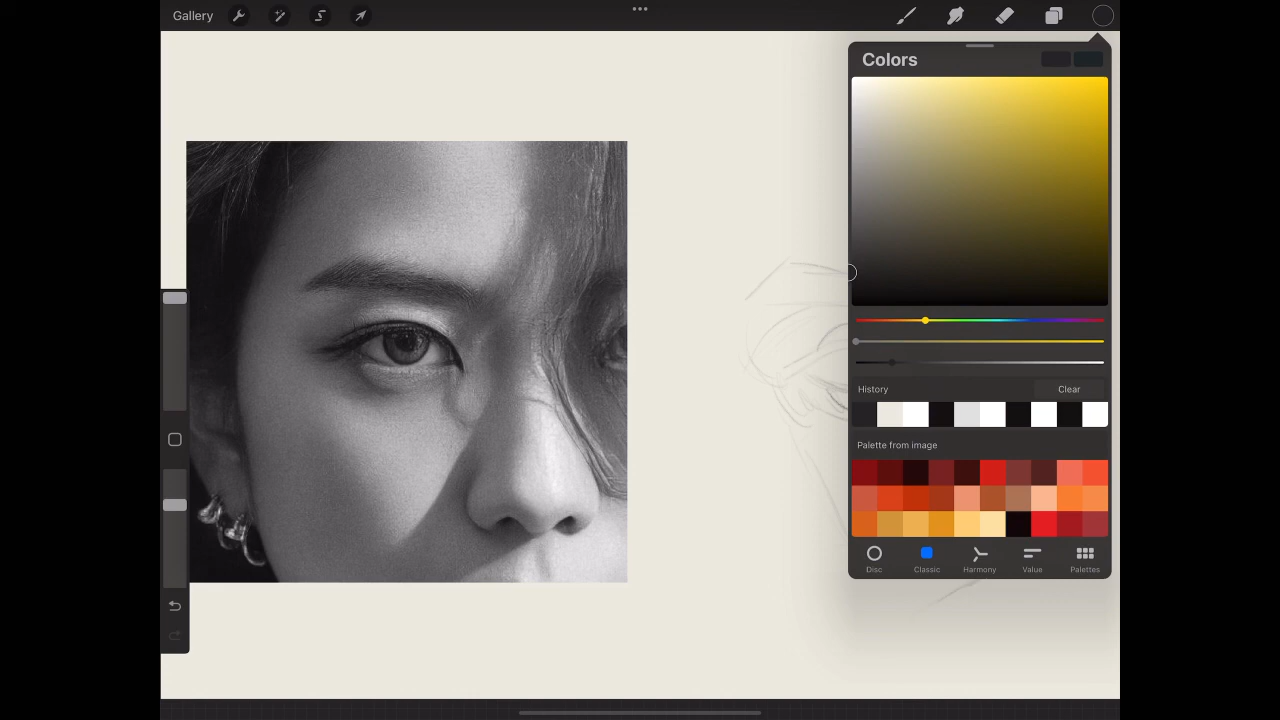 Gallery
Colors
History Clear
Palette from image
Disc Classic Harmony Value Palettes